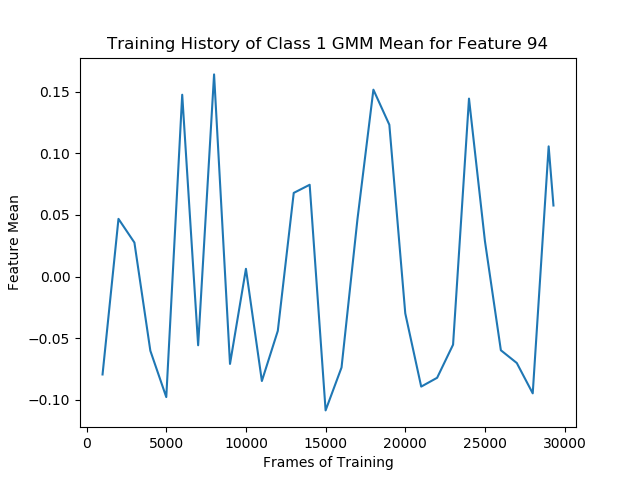 Training History of Class 1 GMM Mean for Feature 94
Feature Mean
0.15
0.10
0.05
0.00
−0.05
−0.10
0 5000 10000 15000 20000 25000 30000
Frames of Training